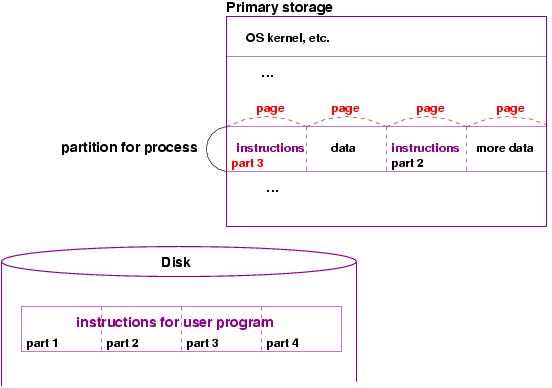 Primary storage
OS kernel, etc.
...
page page page page
partition for process
instructions data instructions more data
part 3 part 2
...
Disk
instructions for user program
part 1 part 2 part 3 part 4